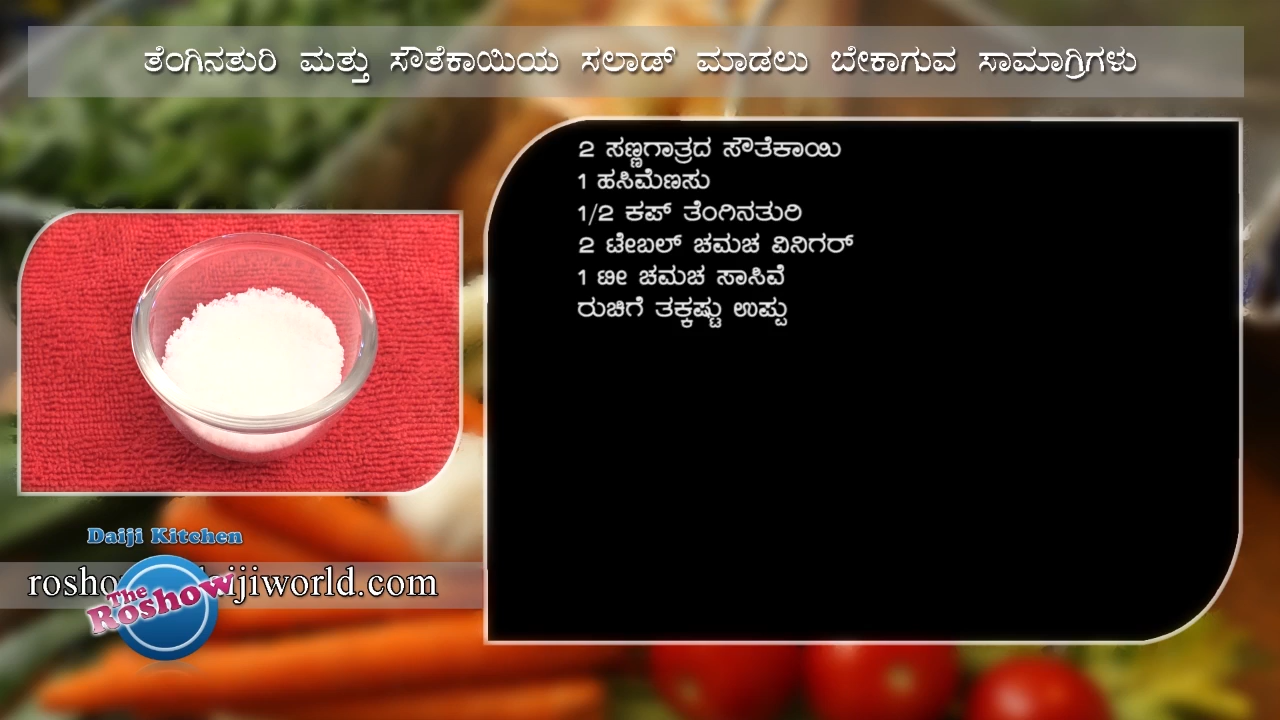 ತೆಂಗಿನತುರಿ ಮತ್ತು ಸೌತೆಕಾಯಿಯ ಸಲಾಡ್ ಮಾಡಲು ಬೇಕಾಗುವ ಸಾಮಾಗ್ರಿಗಳು
2 ಸಣ್ಣಗಾತ್ರದ ಸೌತೆಕಾಯಿ
1 ಹಸಿಮೆಣಸು
1/2 ಕಪ್ ತೆಂಗಿನತುರಿ
2 ಟೇಬಲ್ ಚಮಚ ವಿನಿಗರ್
1 ಟೀ ಚಮಚ ಸಾಸಿವೆ
ರುಚಿಗೆ ತಕ್ಕಷ್ಟು ಉಪ್ಪು
Daiji Kitchen
The
Roshow